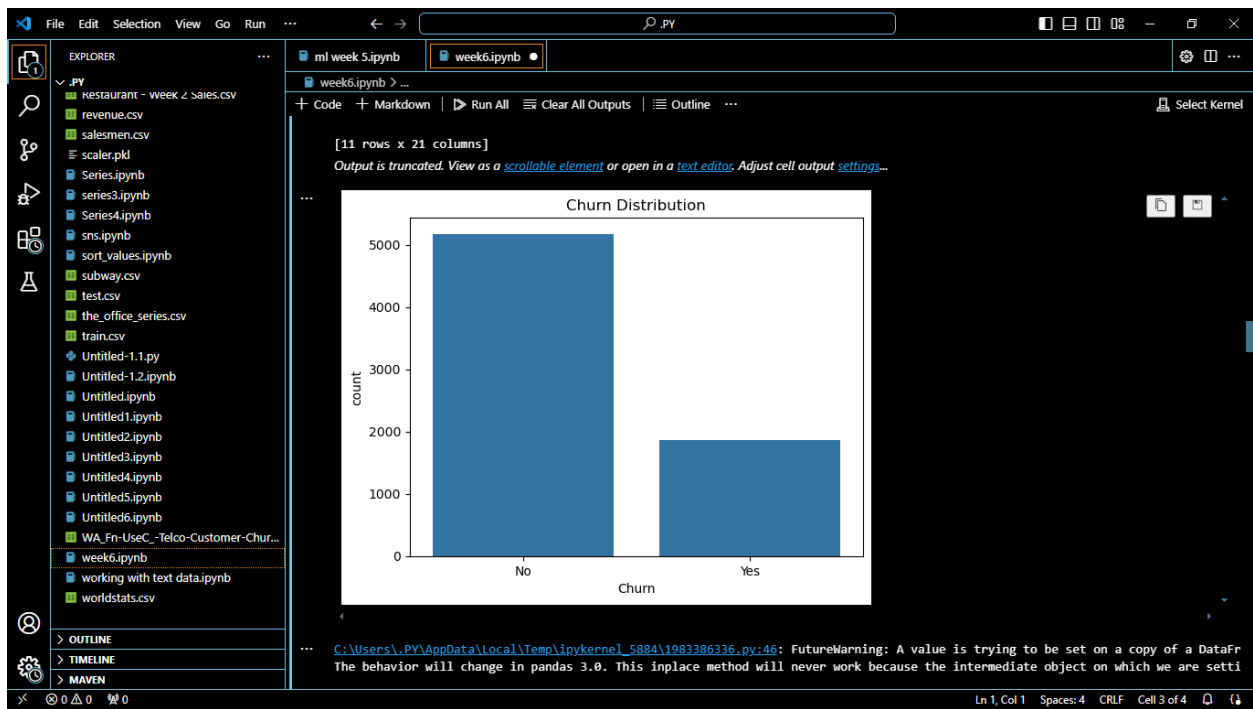 File Edit Selection View Go Run ··· .PY
EXPLORER ···
.PY
Restaurant - Week 2 Sales.csv
revenue.csv
salesmen.csv
scaler.pkl
Series.ipynb
series3.ipynb
Series4.ipynb
sns.ipynb
sort_values.ipynb
subway.csv
test.csv
the_office_series.csv
train.csv
Untitled-1.1.py
Untitled-1.2.ipynb
Untitled.ipynb
Untitled1.ipynb
Untitled2.ipynb
Untitled3.ipynb
Untitled4.ipynb
Untitled5.ipynb
Untitled6.ipynb
WA_Fn-UseC_-Telco-Customer-Chur...
week6.ipynb
working with text data.ipynb
worldstats.csv
OUTLINE
TIMELINE
MAVEN
1
ml week 5.ipynb week6.ipynb
week6.ipynb > ...
+ Code + Markdown | Run All Clear All Outputs | Outline ··· Select Kernel
[11 rows x 21 columns]
Output is truncated. View as a scrollable element or open in a text editor. Adjust cell output settings...
Churn Distribution
5000
4000
3000
2000
1000
0
count
No Yes
Churn
C:\Users\.PY\AppData\Local\Temp\ipykernel_5884\1983386336.py:46: FutureWarning: A value is trying to be set on a copy of a DataFr
The behavior will change in pandas 3.0. This inplace method will never work because the intermediate object on which we are setti
0 0 0 Ln 1, Col 1 Spaces: 4 CRLF Cell 3 of 4